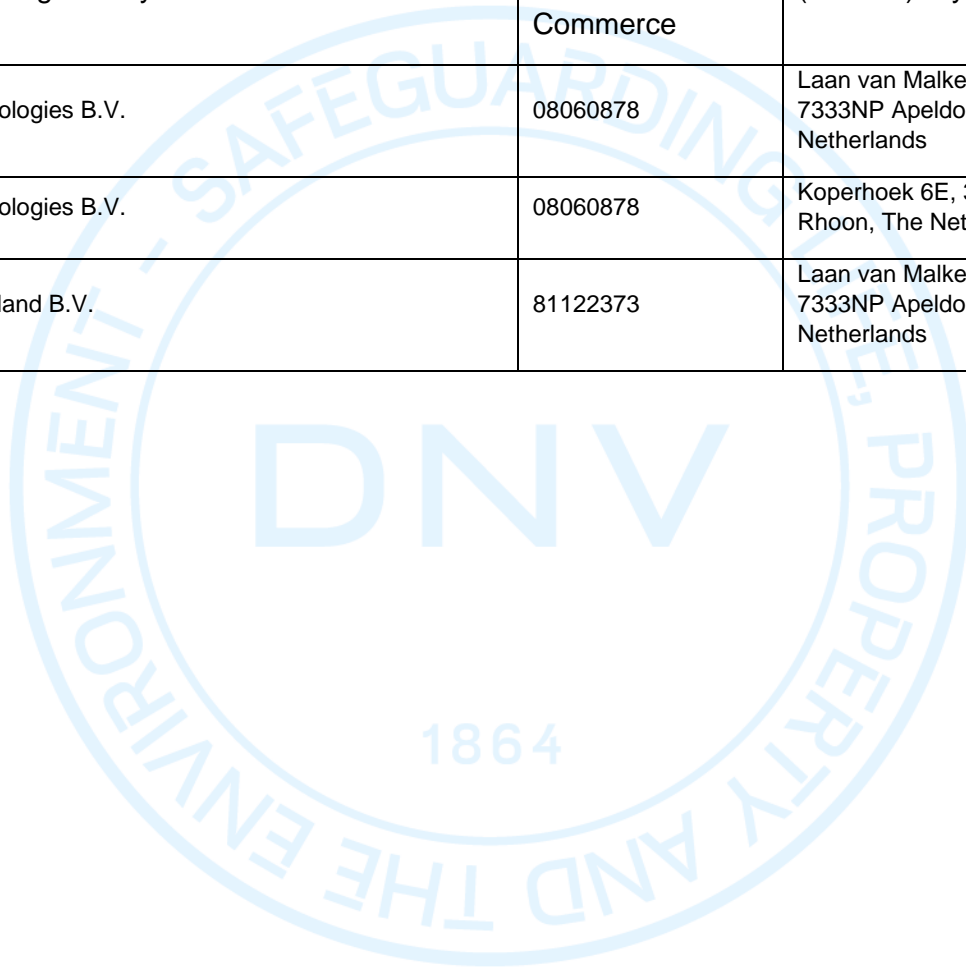 Commerce
ologies B.V.
08060878
Laan van Malke
7333NP Apeldo
Netherlands
ologies B.V.
08060878
Koperhoek 6E,
Rhoon, The Net
land B.V.
81122373
Laan van Malke
7333NP Apeldo
Netherlands
SAFEGUARDING LIFE, PROPERTY AND THE ENVIRONMENT -
DNV
1864